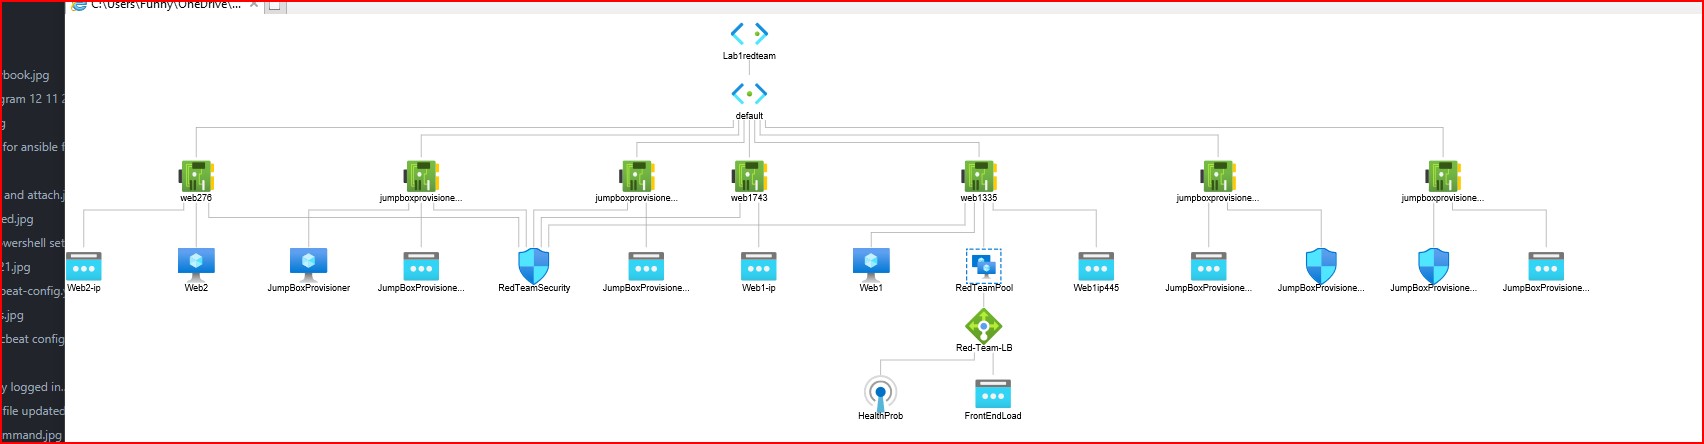 C:\Users\Funny\OneDrive\...
book.jpg
gram 12 11 2
for ansible f
and attach.j
ed.jpg
owershell set
21.jpg
beat-config.
s.jpg
cbeat config
y logged in.
file updated
mmand.jpg
Lab1redteam
default
web276
jumpboxprovisione...
jumpboxprovisione...
web1743
web1335
jumpboxprovisione...
jumpboxprovisione...
Web2-ip
Web2
JumpBoxProvisioner
JumpBoxProvisione...
RedTeamSecurity
JumpBoxProvisione...
Web1-ip
Web1
RedTeamPool
Web1ip445
JumpBoxProvisione...
JumpBoxProvisione...
JumpBoxProvisione...
JumpBoxProvisione...
Red-Team-LB
HealthProb
FrontEndLoad